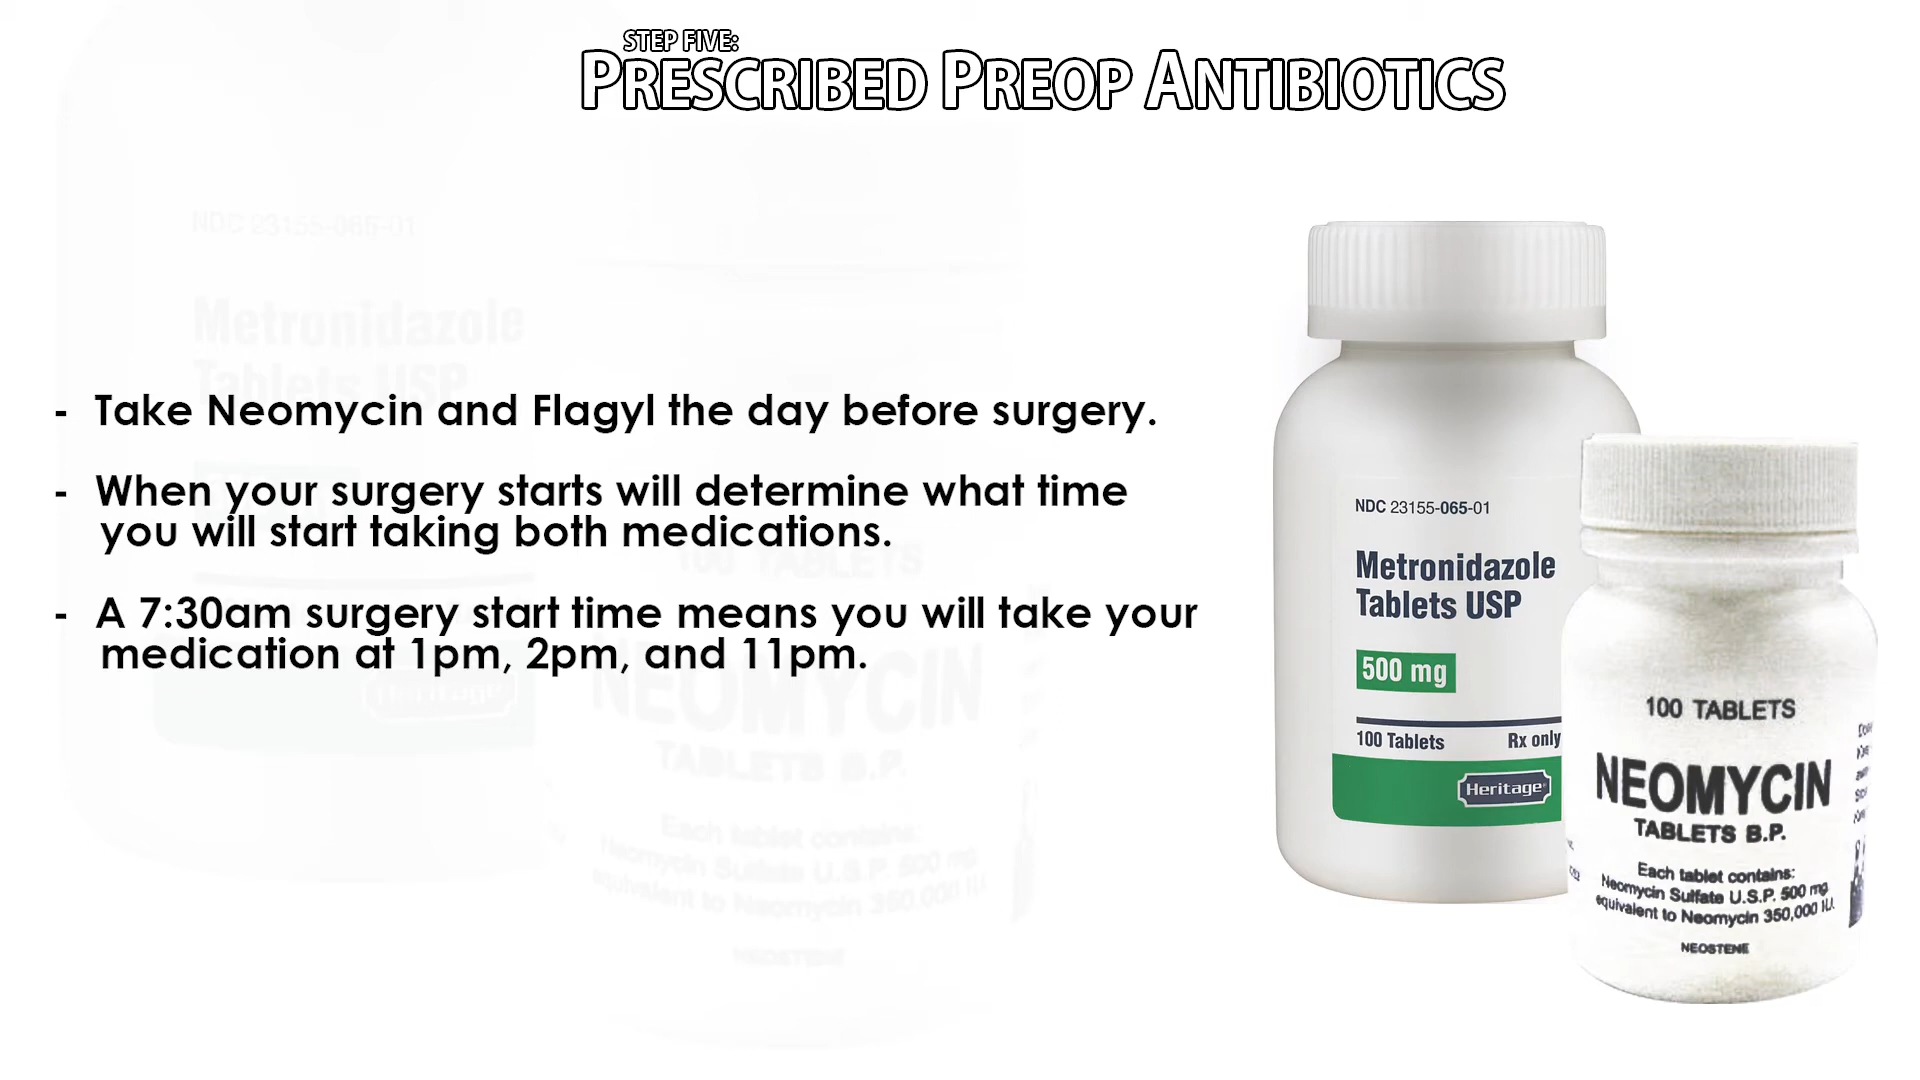 STEP FIVE:
PRESCRIBED PREOP ANTIBIOTICS
- Take Neomycin and Flagyl the day before surgery.
- When your surgery starts will determine what time
you will start taking both medications.
- A 7:30am surgery start time means you will take your
medication at 1pm, 2pm, and 11pm.
NDC 23155-065-01
Metronidazole
Tablets USP
500 mg
100 Tablets Rx only
Heritage
100 TABLETS
NEOMYCIN
TABLETS B.P.
Each tablet contains:
Neomycin Sulfate U.S.P. 500 mg
equivalent to Neomycin 350,000 I.U.
NEOSTENE